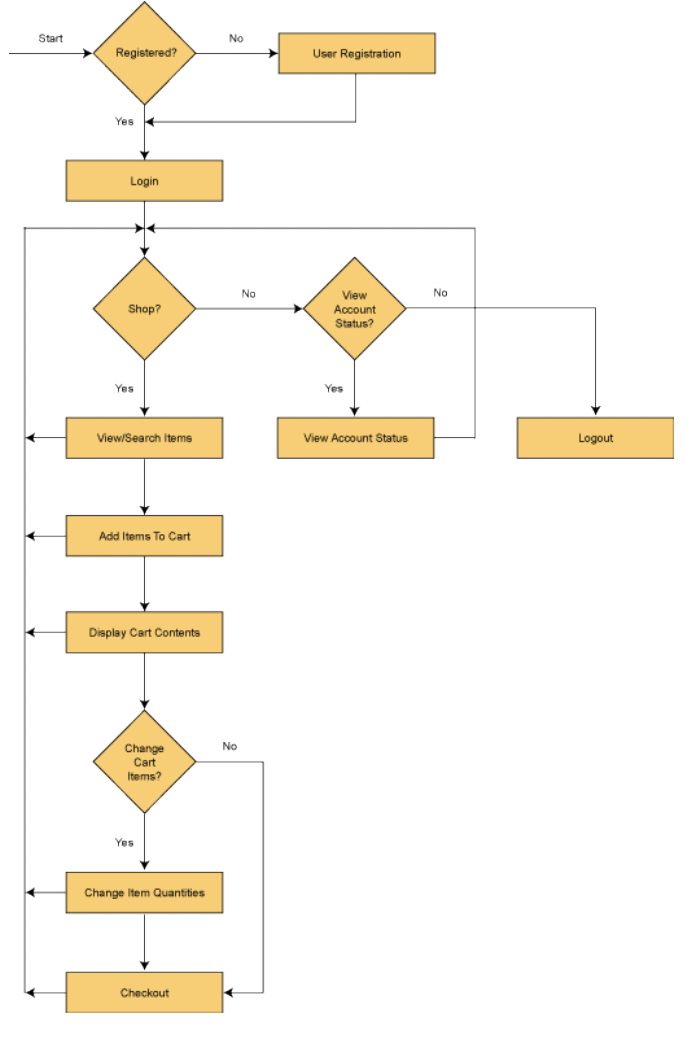 Start
Registered?
No
User Registration
Yes
Login
Shop?
No
View
Account
Status?
No
Yes
Yes
View/Search Items
View Account Status
Logout
Add Items To Cart
Display Cart Contents
Change
Cart
Items?
No
Yes
Change Item Quantities
Checkout